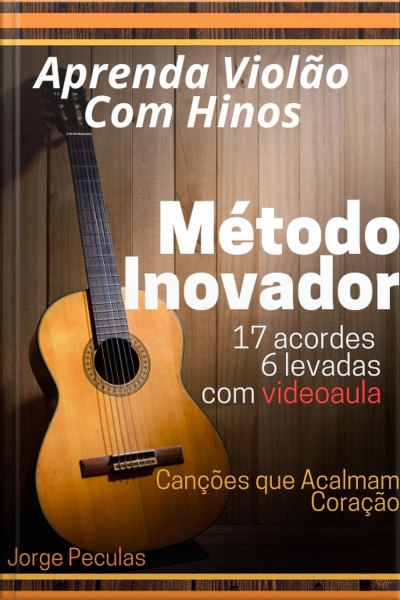 Aprenda Violão
Com Hinos
Método
Inovador
17 acordes
6 levadas
com videoaula
Canções que Acalmam
Coração
Jorge Peculas